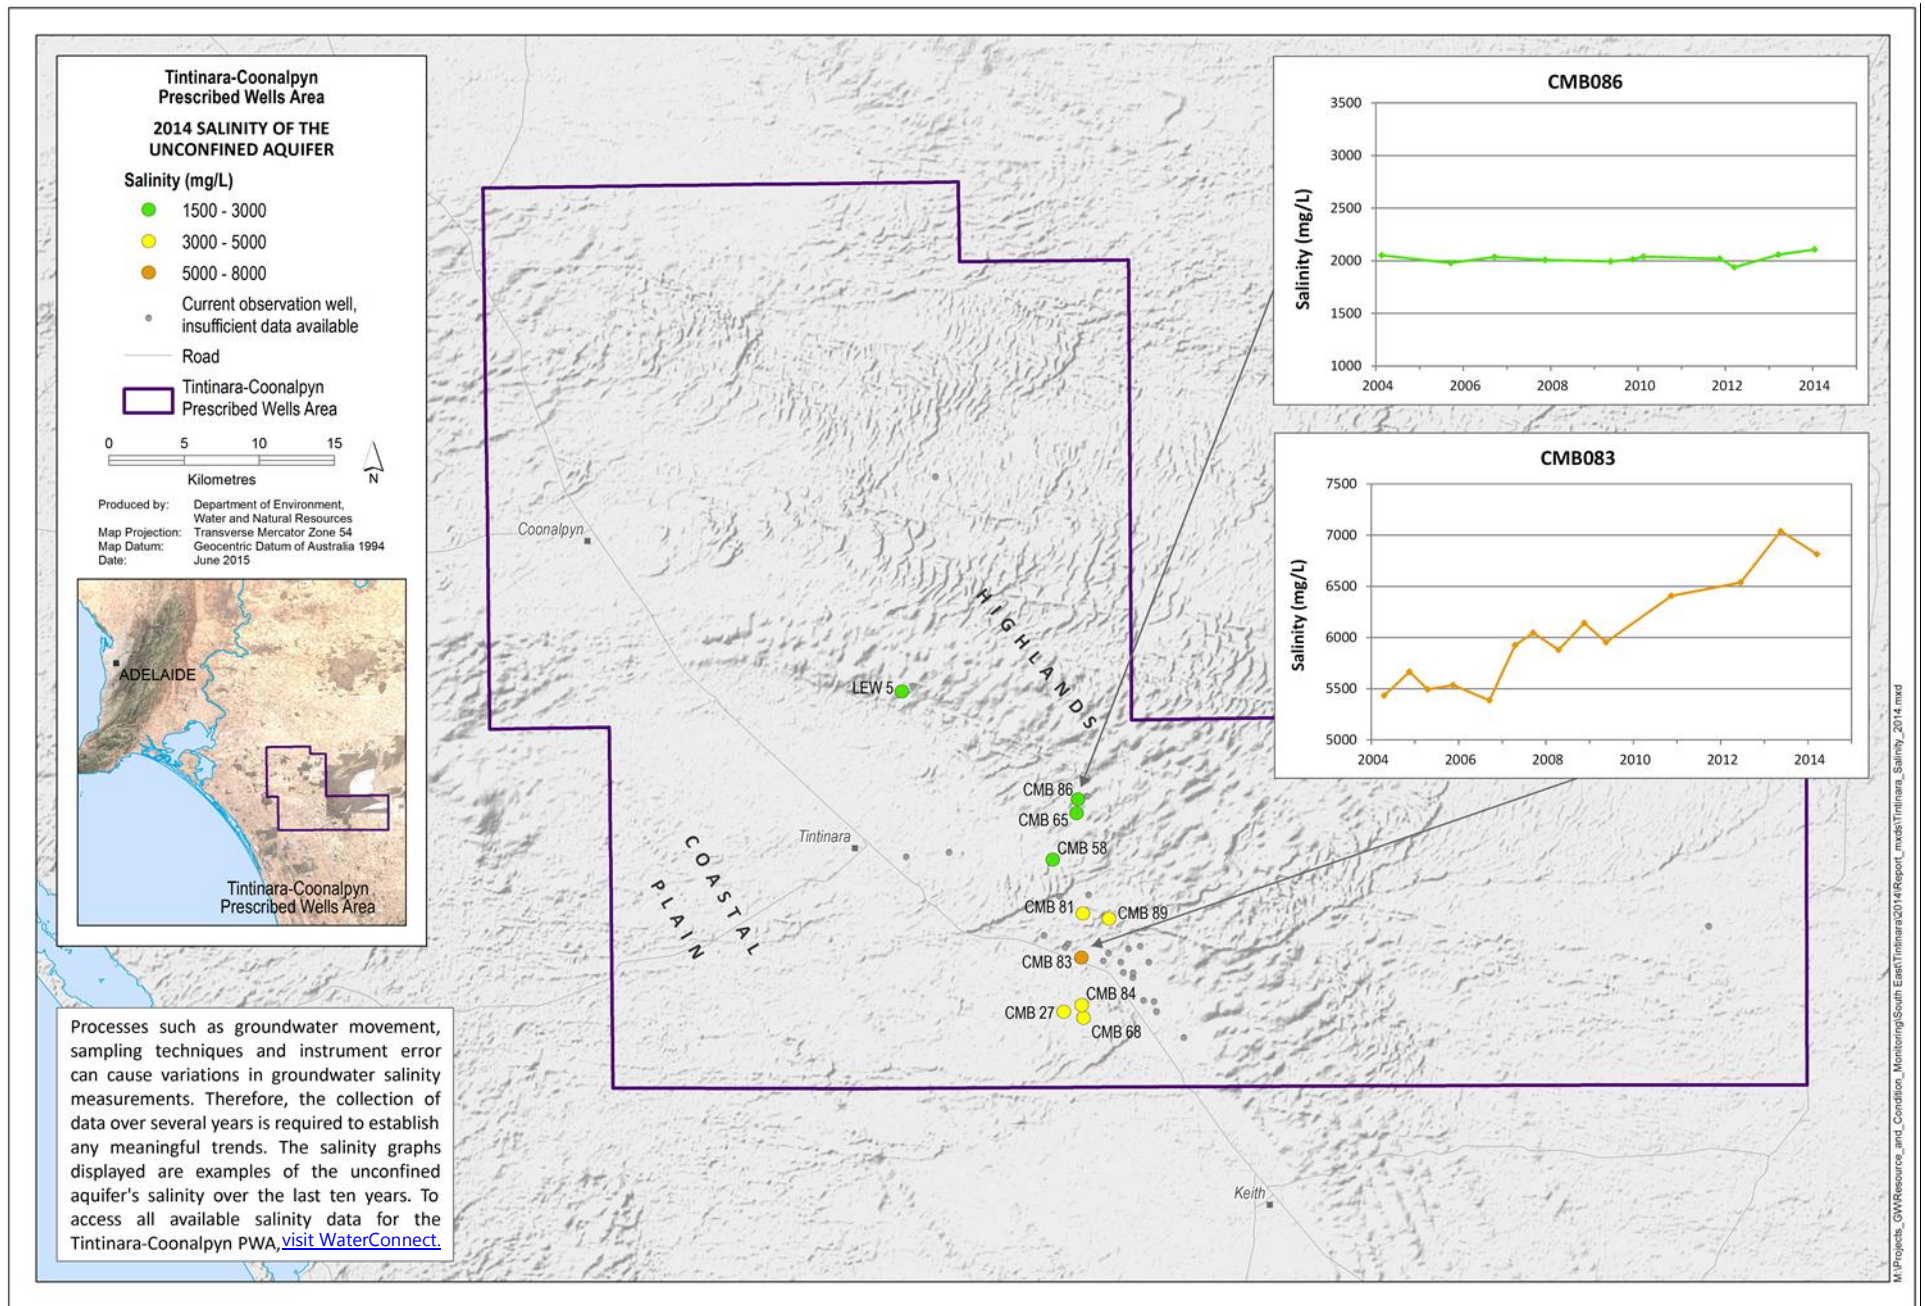 Tintinara-Coonalpyn
Prescribed Wells Area
2014 SALINITY OF THE
UNCONFINED AQUIFER
Salinity (mg/L)
1500 - 3000
3000 - 5000
5000 - 8000
Current observation well,
insufficient data available
Road
Tintinara-Coonalpyn
Prescribed Wells Area
0 5 10 15
Kilometres
N
Produced by: Department of Environment,
Water and Natural Resources
Map Projection: Transverse Mercator Zone 54
Map Datum: Geocentric Datum of Australia 1994
Date: June 2015
ADELAIDE
Tintinara-Coonalpyn
Prescribed Wells Area
Processes such as groundwater movement,
sampling techniques and instrument error
can cause variations in groundwater salinity
measurements. Therefore, the collection of
data over several years is required to establish
any meaningful trends. The salinity graphs
displayed are examples of the unconfined
aquifer's salinity over the last ten years. To
access all available salinity data for the
Tintinara-Coonalpyn PWA, visit WaterConnect.
Coonalpyn
HIGHLANDS
LEW 5
CMB 86
CMB 65
Tintinara
CMB 58
COASTAL
PLAIN
CMB 81
CMB 89
CMB 83
CMB 84
CMB 27
CMB 68
Keith
CMB086
Salinity (mg/L)
3500
3000
2500
2000
1500
1000
2004 2006 2008 2010 2012 2014
CMB083
Salinity (mg/L)
7500
7000
6500
6000
5500
5000
2004 2006 2008 2010 2012 2014
M:\Projects_GW\Resource_and_Condition_Monitoring\South East\Tintinara\2014\Report_mxds\Tintinara_Salinity_2014.mxd